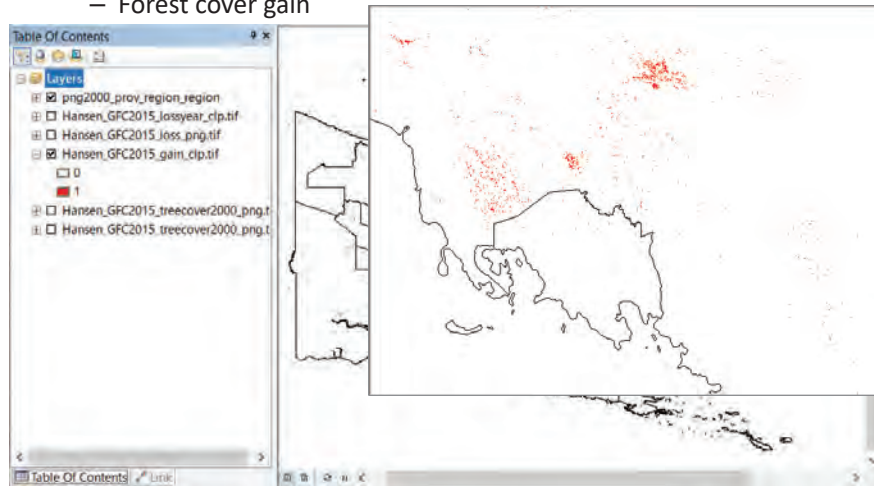 – Forest cover gain
Table Of Contents
Layers
png2000_prov_region_region
Hansen_GFC2015_lossyear_clp.tif
Hansen_GFC2015_loss_png.tif
Hansen_GFC2015_gain_clp.tif
0
1
Hansen_GFC2015_treecover2000_png.t
Hansen_GFC2015_treecover2000_png.t
Table Of Contents Link